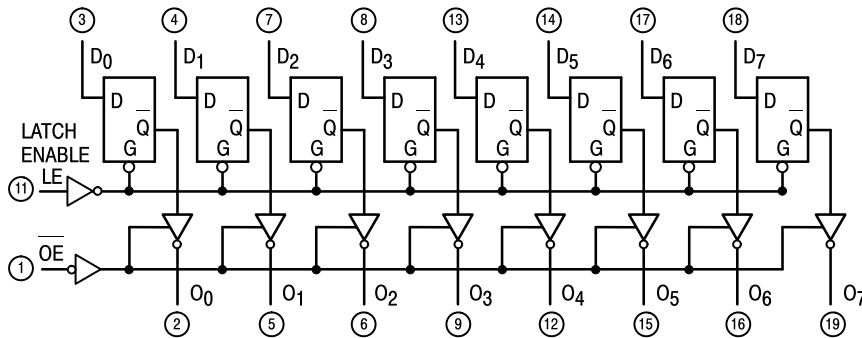 3 4 7 8 13 14 17 18
D0 D1 D2 D3 D4 D5 D6 D7
D D D D D D D D
Q̅ Q̅ Q̅ Q̅ Q̅ Q̅ Q̅ Q̅
G G G G G G G G
LATCH
ENABLE
11 LE
1 O̅E̅
O0 O1 O2 O3 O4 O5 O6 O7
2 5 6 9 12 15 16 19